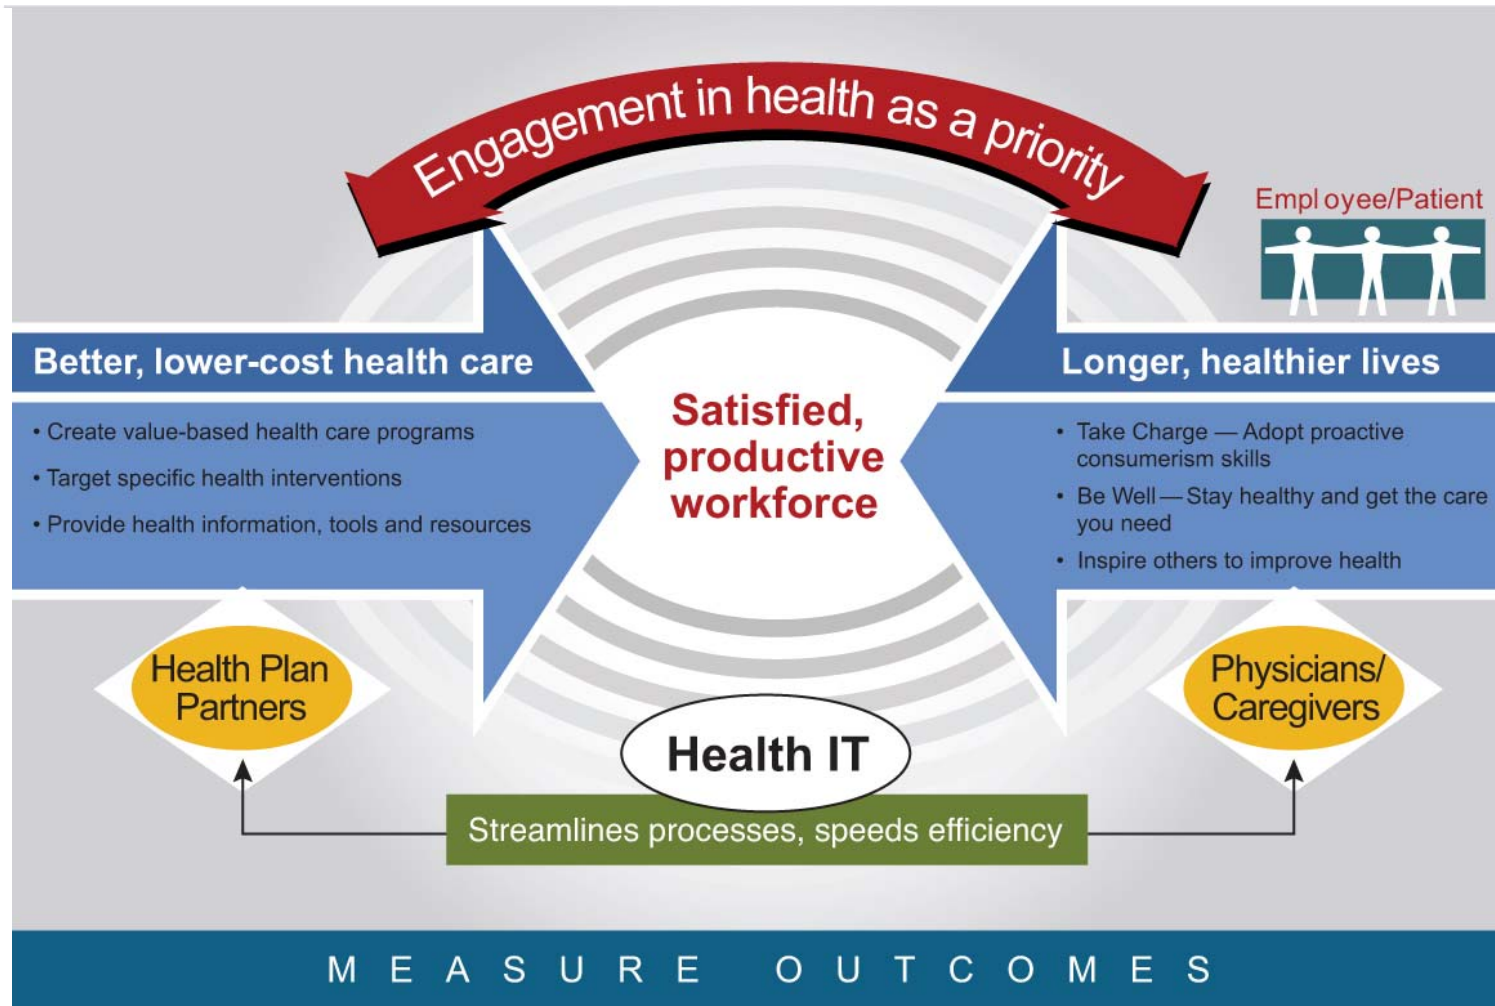 Engagement in health as a priority
Employee/Patient
Better, lower-cost health care
• Create value-based health care programs
• Target specific health interventions
• Provide health information, tools and resources
Satisfied,
productive
workforce
Longer, healthier lives
• Take Charge — Adopt proactive
consumerism skills
• Be Well — Stay healthy and get the care
you need
• Inspire others to improve health
Health Plan
Partners
Physicians/
Caregivers
Health IT
Streamlines processes, speeds efficiency
MEASURE OUTCOMES